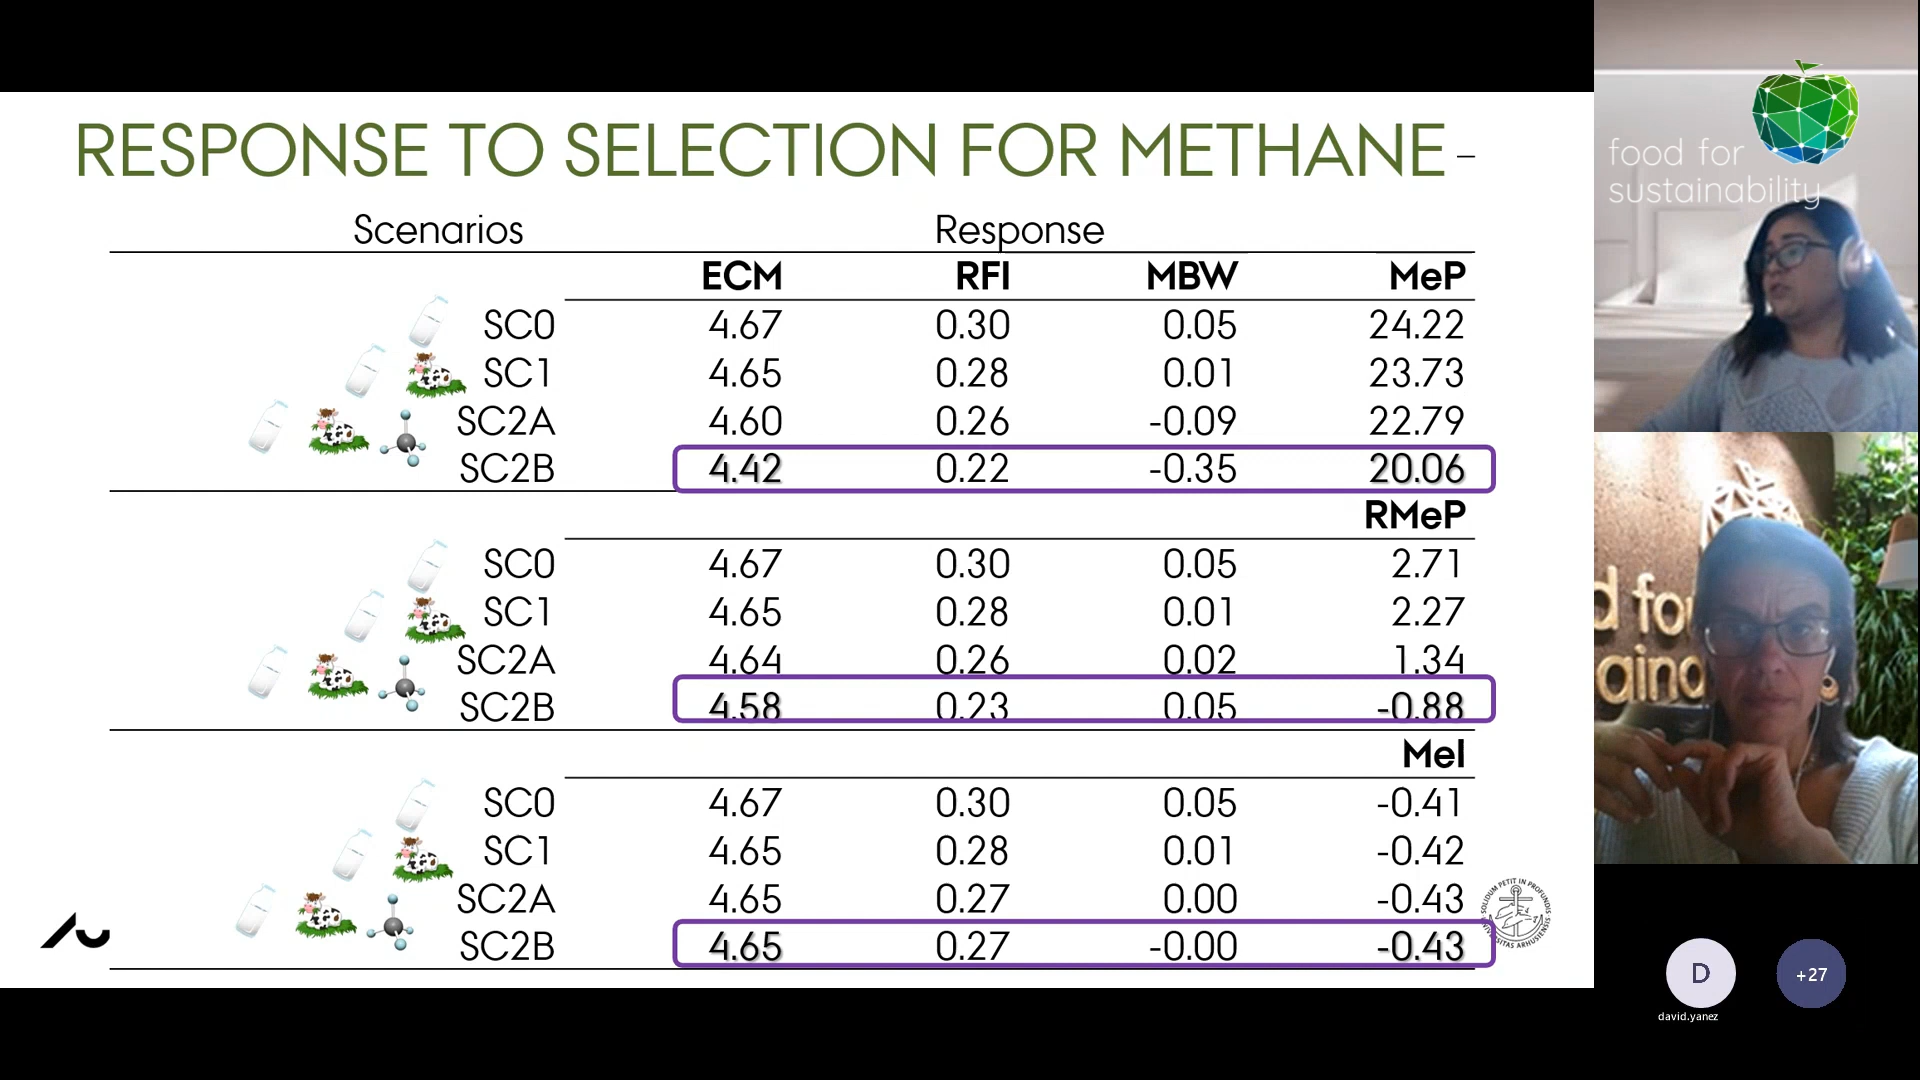 RESPONSE TO SELECTION FOR METHANE –
Scenarios Response
ECM RFI MBW MeP
SC0 4.67 0.30 0.05 24.22
SC1 4.65 0.28 0.01 23.73
SC2A 4.60 0.26 -0.09 22.79
SC2B 4.42 0.22 -0.35 20.06
RMeP
SC0 4.67 0.30 0.05 2.71
SC1 4.65 0.28 0.01 2.27
SC2A 4.64 0.26 0.02 1.34
SC2B 4.58 0.23 0.05 -0.88
MeI
SC0 4.67 0.30 0.05 -0.41
SC1 4.65 0.28 0.01 -0.42
SC2A 4.65 0.27 0.00 -0.43
SC2B 4.65 0.27 -0.00 -0.43
food for
sustainability
d for
aina
D
+27
david.yanez